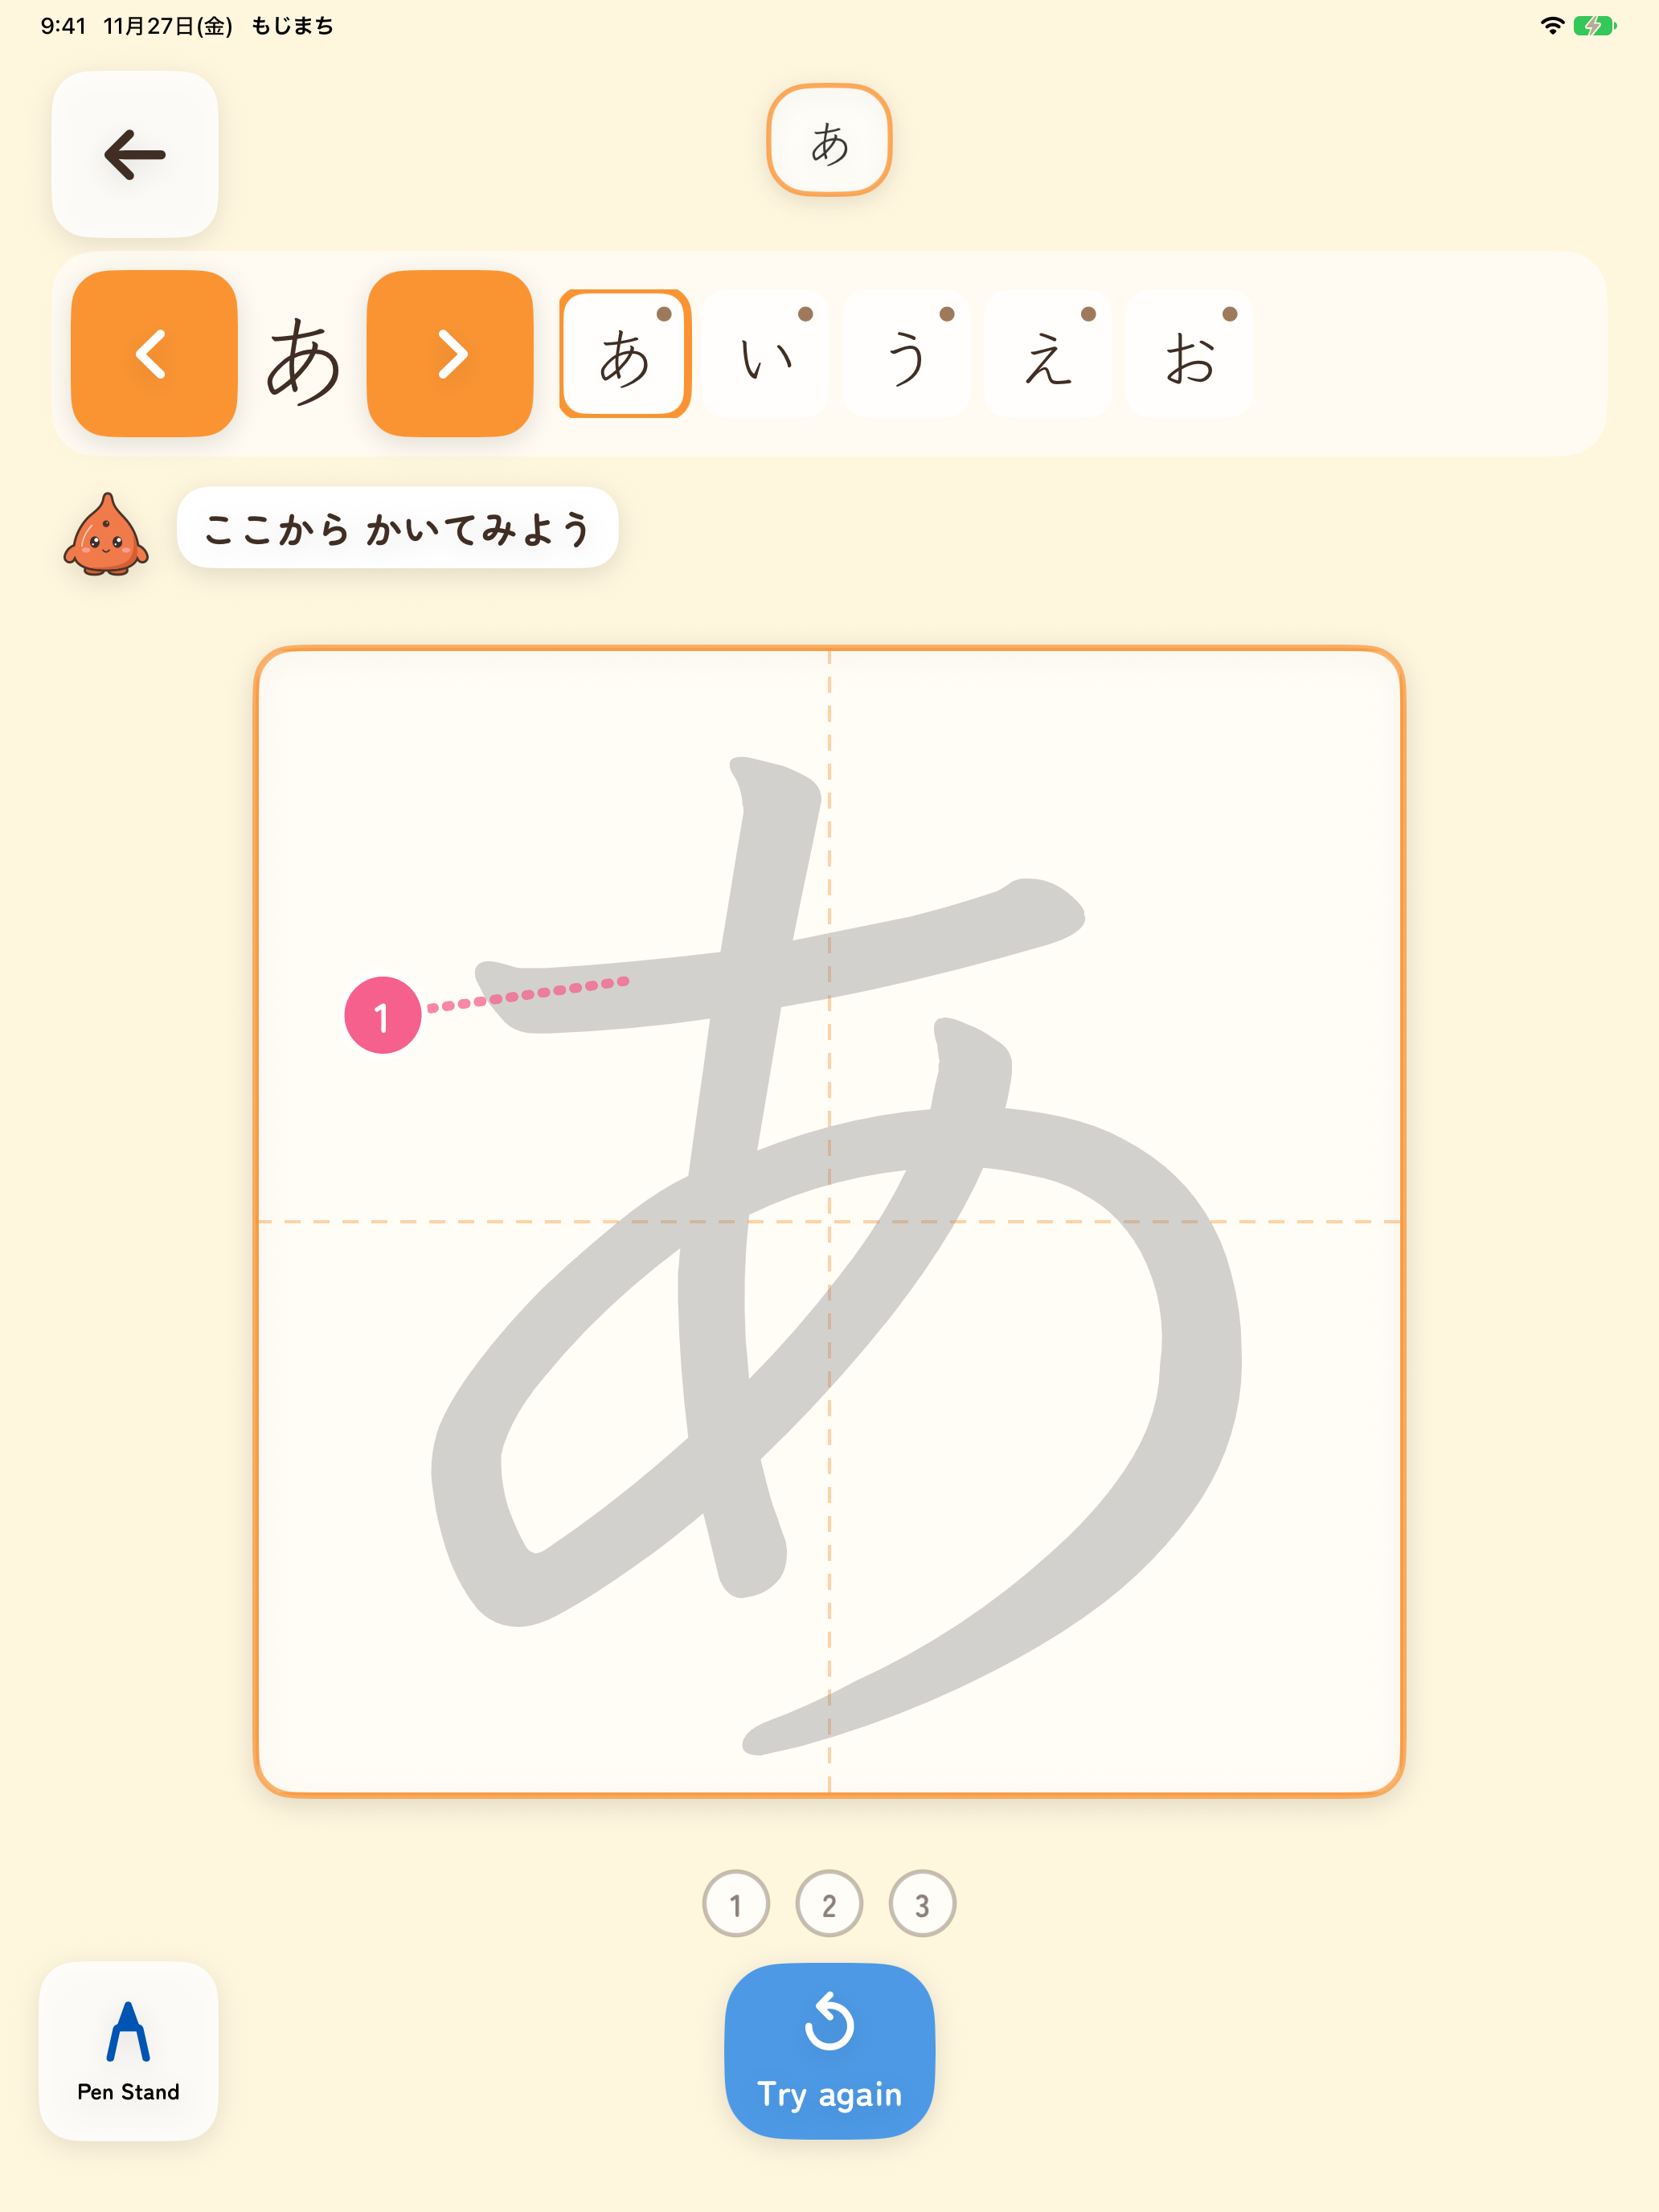 9:41 11月27日(金) もじまち
あ
あ あ い う え お
ここから かいてみよう
あ
1
1 2 3
Pen Stand
Try again